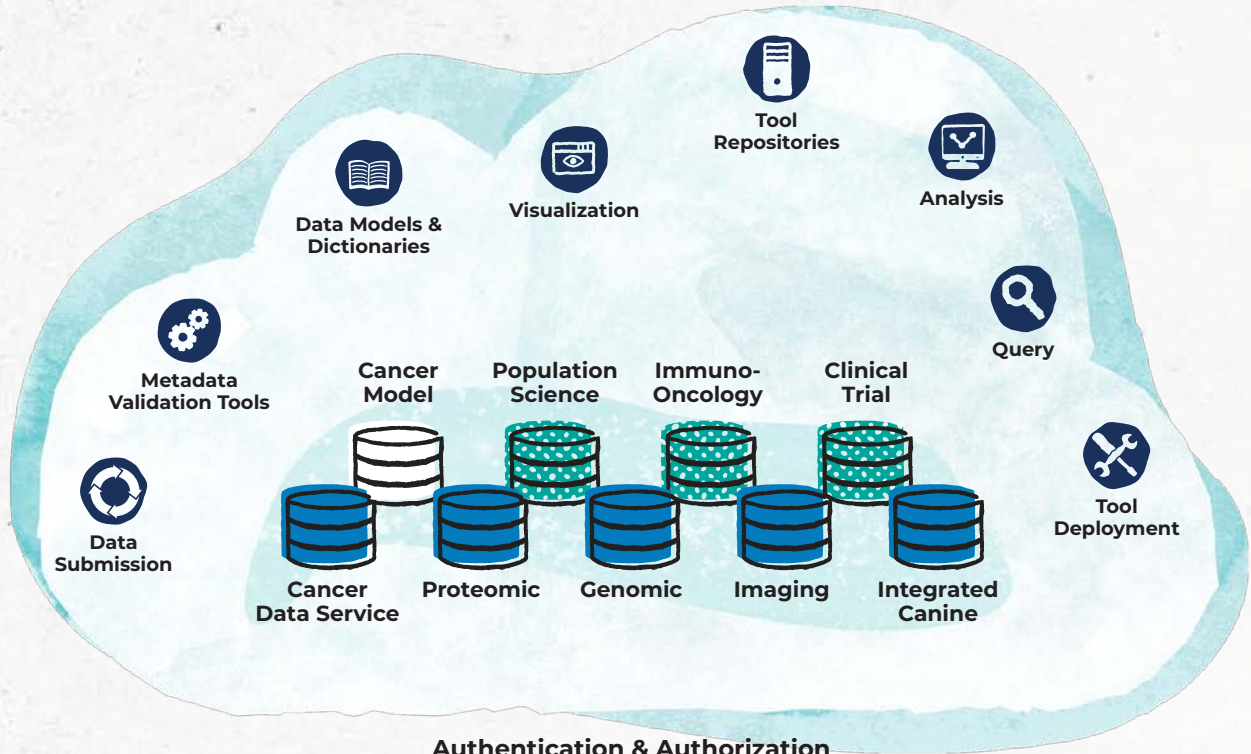 Tool
Repositories
Analysis
Visualization
Data Models &
Dictionaries
Query
Metadata
Validation Tools
Cancer
Model
Population
Science
Immuno-
Oncology
Clinical
Trial
Tool
Deployment
Data
Submission
Cancer
Data Service
Proteomic
Genomic
Imaging
Integrated
Canine
Authentication & Authorization